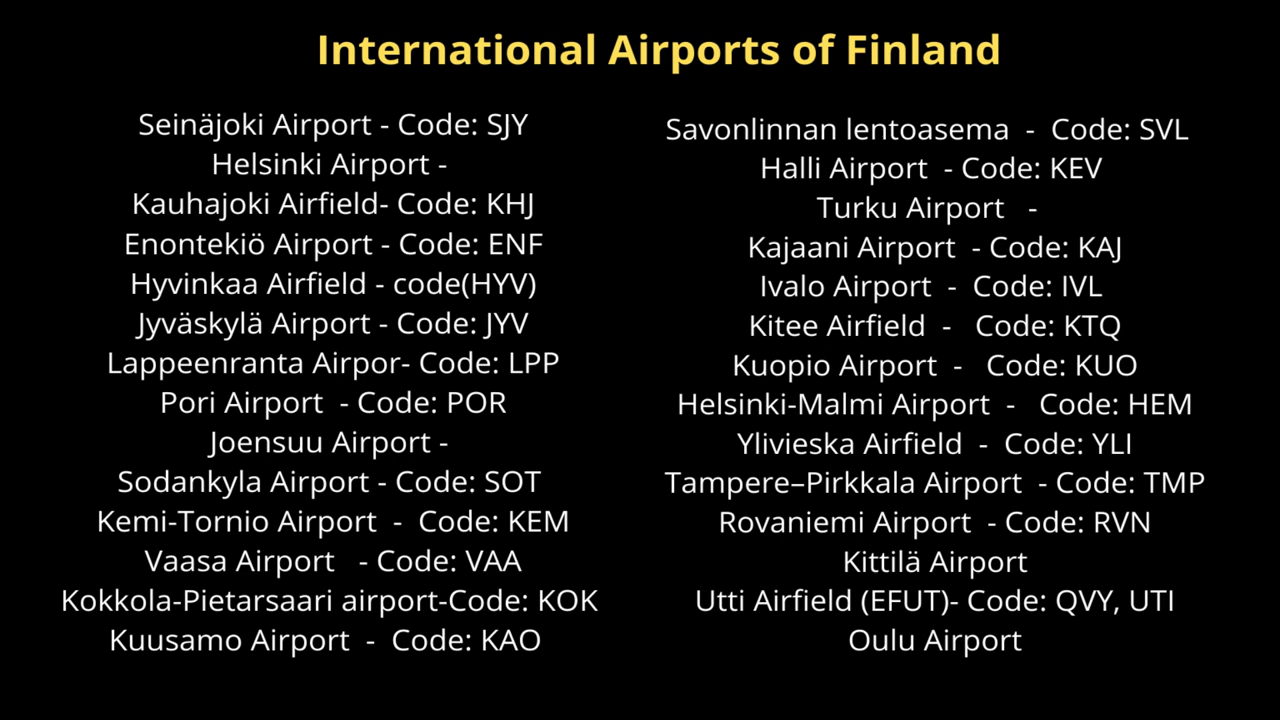 International Airports of Finland
Seinäjoki Airport - Code: SJY
Helsinki Airport -
Kauhajoki Airfield- Code: KHJ
Enontekiö Airport - Code: ENF
Hyvinkaa Airfield - code(HYV)
Jyväskylä Airport - Code: JYV
Lappeenranta Airpor- Code: LPP
Pori Airport - Code: POR
Joensuu Airport -
Sodankyla Airport - Code: SOT
Kemi-Tornio Airport - Code: KEM
Vaasa Airport - Code: VAA
Kokkola-Pietarsaari airport-Code: KOK
Kuusamo Airport - Code: KAO
Savonlinnan lentoasema - Code: SVL
Halli Airport - Code: KEV
Turku Airport -
Kajaani Airport - Code: KAJ
Ivalo Airport - Code: IVL
Kitee Airfield - Code: KTQ
Kuopio Airport - Code: KUO
Helsinki-Malmi Airport - Code: HEM
Ylivieska Airfield - Code: YLI
Tampere–Pirkkala Airport - Code: TMP
Rovaniemi Airport - Code: RVN
Kittilä Airport
Utti Airfield (EFUT)- Code: QVY, UTI
Oulu Airport